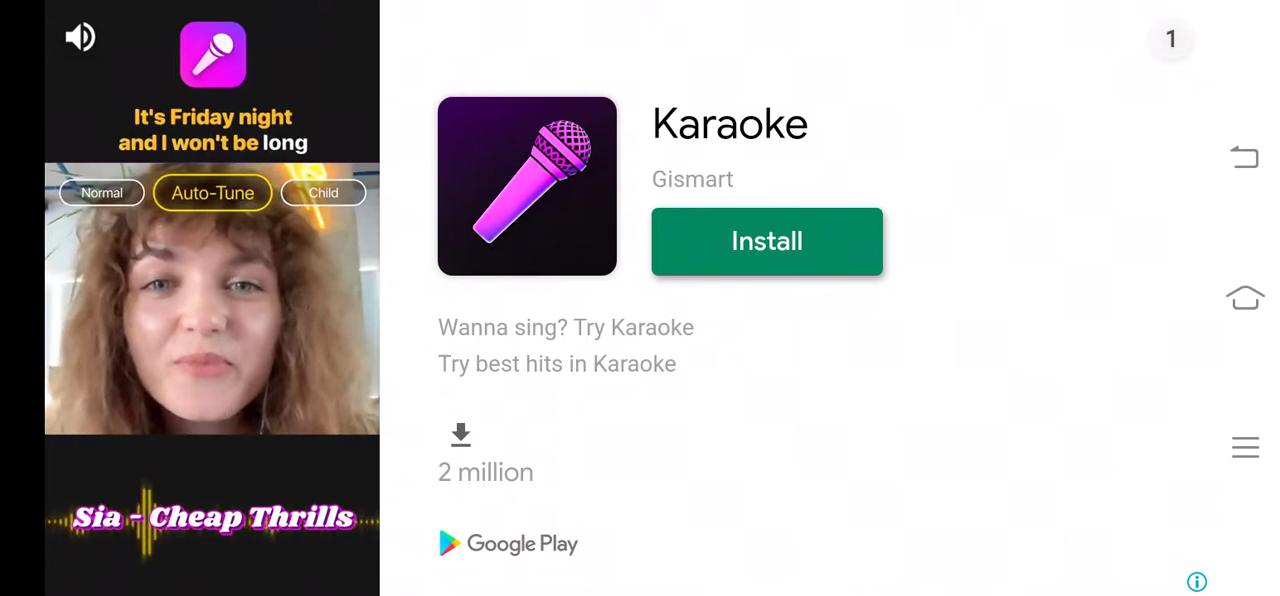 It's Friday night
and I won't be long
Normal
Auto-Tune
Child
Sia - Cheap Thrills
1
Karaoke
Gismart
Install
Wanna sing? Try Karaoke
Try best hits in Karaoke
2 million
Google Play